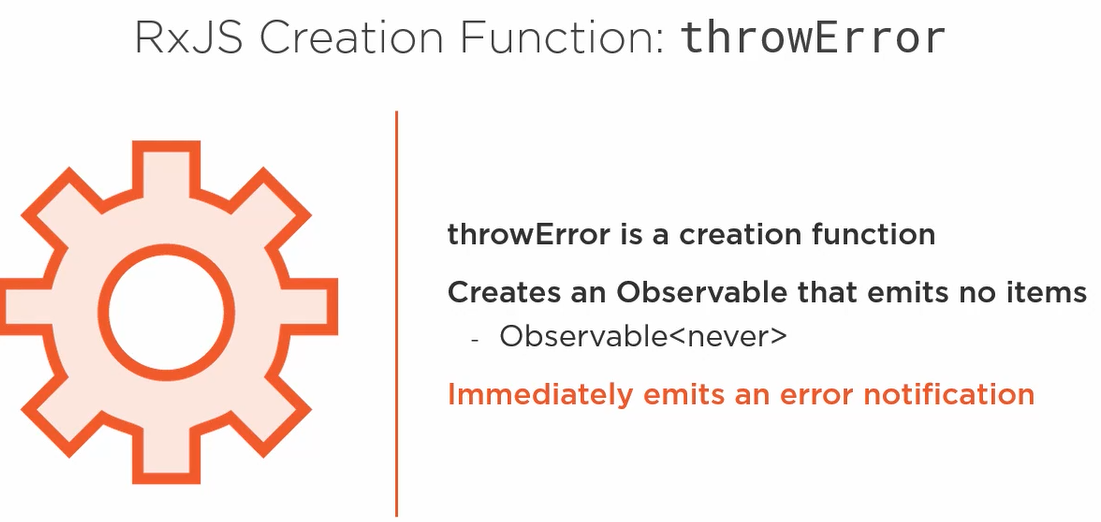 RxJS Creation Function: throwError
throwError is a creation function
Creates an Observable that emits no items
- Observable<never>
Immediately emits an error notification